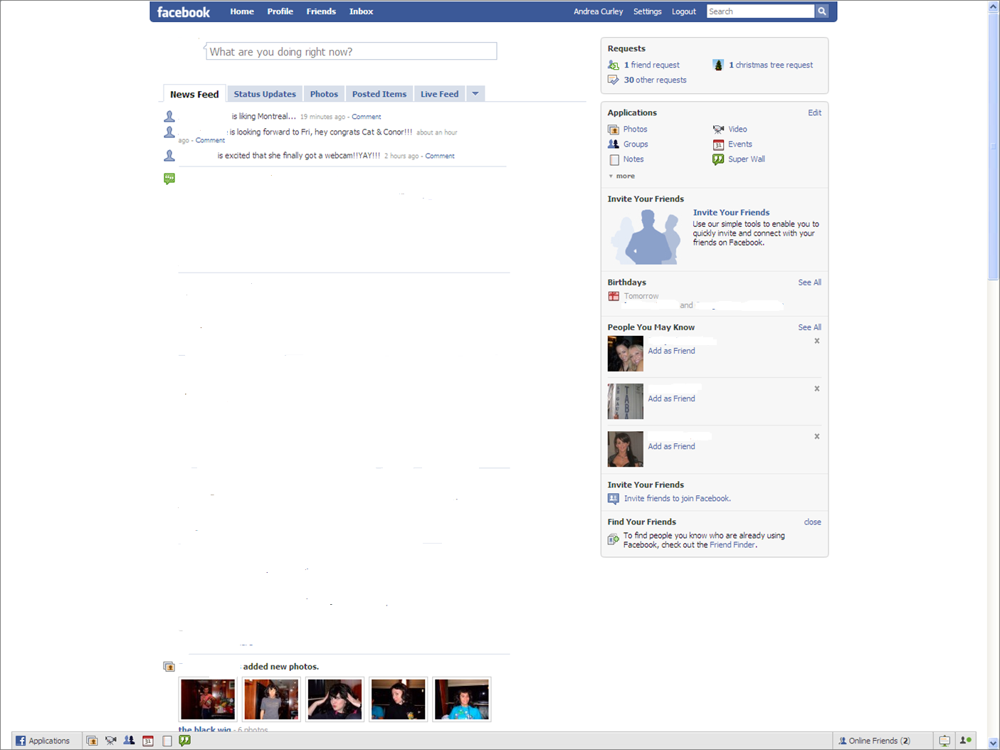 facebook Home Profile Friends Inbox Andrea Curley Settings Logout Search
What are you doing right now?
News Feed Status Updates Photos Posted Items Live Feed
is liking Montreal... 19 minutes ago - Comment
is looking forward to Fri, hey congrats Cat & Conor!!! about an hour
ago - Comment
is excited that she finally got a webcam!!YAY!!! 2 hours ago - Comment
added new photos.
the black wig - 6 photos
Requests
1 friend request 1 christmas tree request
30 other requests
Applications Edit
Photos Video
Groups 31 Events
Notes Super Wall
more
Invite Your Friends
Invite Your Friends
Use our simple tools to enable you to
quickly invite and connect with your
friends on Facebook.
Birthdays See All
Tomorrow
and
People You May Know See All
Add as Friend x
TABA
Add as Friend x
Add as Friend x
Invite Your Friends
Invite friends to join Facebook.
Find Your Friends close
To find people you know who are already using
Facebook, check out the Friend Finder.
Applications 31 Online Friends (2)